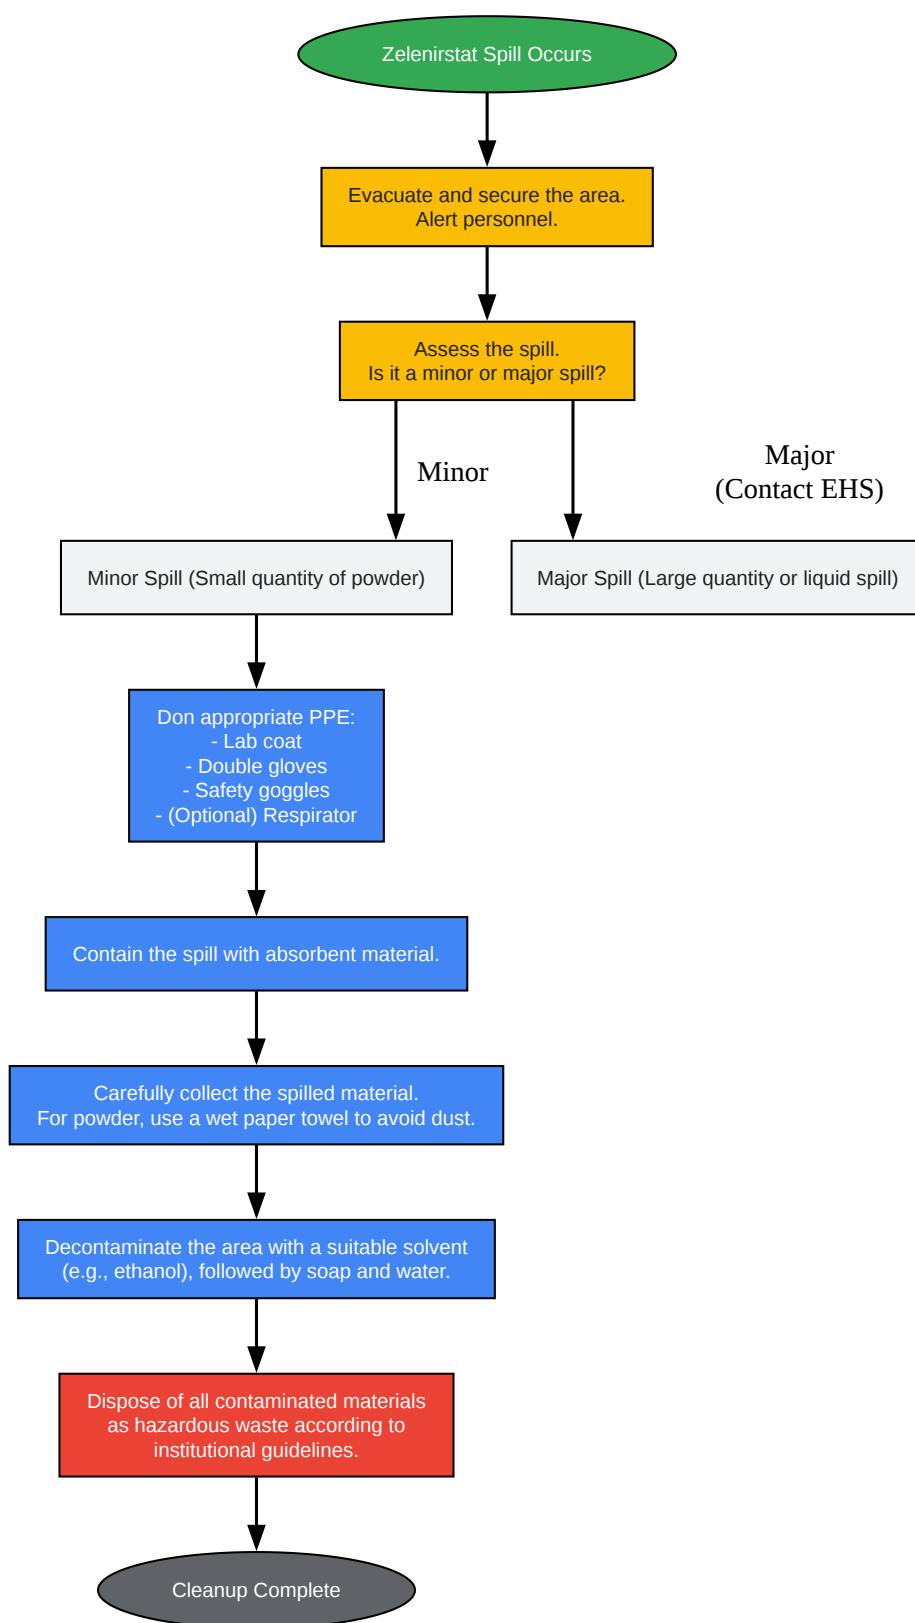 Zelenirstat Spill Occurs
Evacuate and secure the area.
Alert personnel.
Assess the spill.
Is it a minor or major spill?
Minor
Major
(Contact EHS)
Minor Spill (Small quantity of powder)
Major Spill (Large quantity or liquid spill)
Don appropriate PPE:
- Lab coat
- Double gloves
- Safety goggles
- (Optional) Respirator
Contain the spill with absorbent material.
Carefully collect the spilled material.
For powder, use a wet paper towel to avoid dust.
Decontaminate the area with a suitable solvent
(e.g., ethanol), followed by soap and water.
Dispose of all contaminated materials
as hazardous waste according to
institutional guidelines.
Cleanup Complete